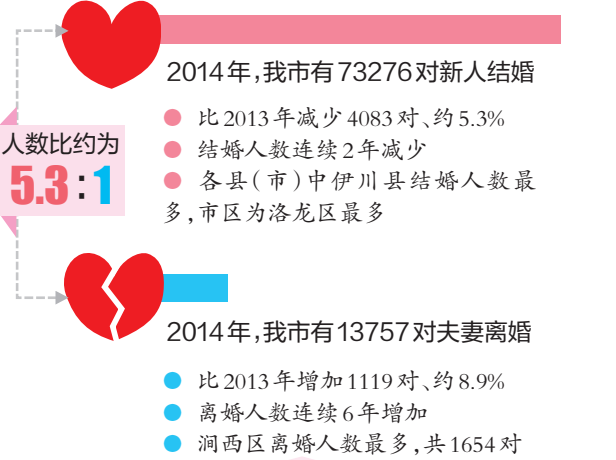 2014年,我市有73276对新人结婚
比2013年减少4083对、约5.3%
结婚人数连续2年减少
各县(市)中伊川县结婚人数最
多,市区为洛龙区最多
人数比约为
5.3:1
2014年,我市有13757对夫妻离婚
比2013年增加1119对、约8.9%
离婚人数连续6年增加
涧西区离婚人数最多,共1654对